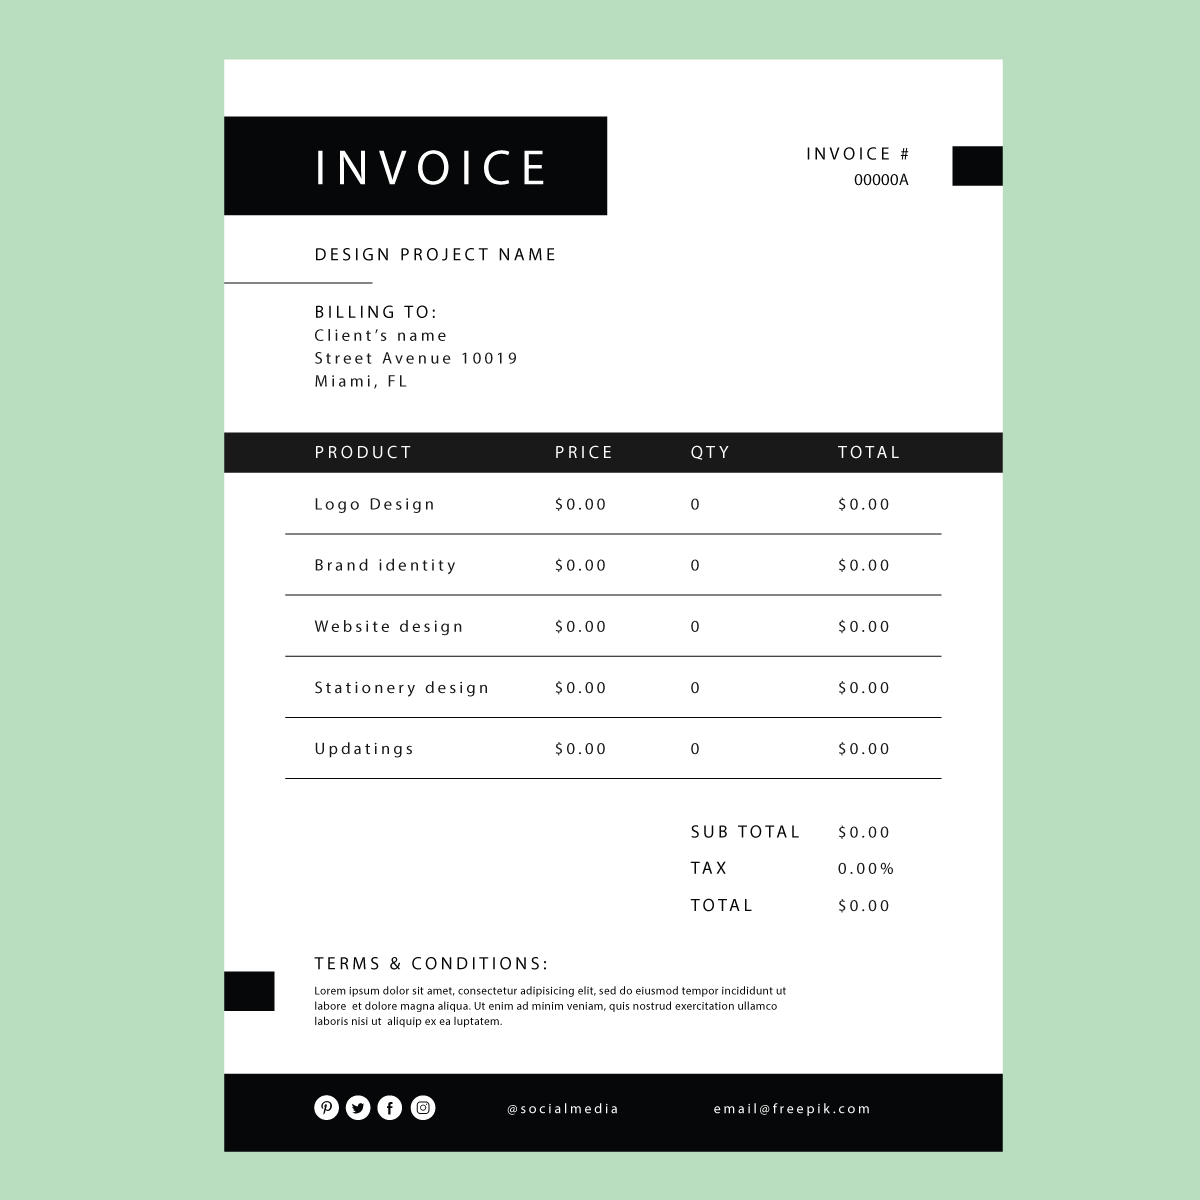 INVOICE
INVOICE #
00000A
DESIGN PROJECT NAME
BILLING TO:
Client’s name
Street Avenue 10019
Miami, FL
PRODUCT PRICE QTY TOTAL
Logo Design $0.00 0 $0.00
Brand identity $0.00 0 $0.00
Website design $0.00 0 $0.00
Stationery design $0.00 0 $0.00
Updatings $0.00 0 $0.00
SUB TOTAL $0.00
TAX 0.00%
TOTAL $0.00
TERMS & CONDITIONS:
Lorem ipsum dolor sit amet, consectetur adipisicing elit, sed do eiusmod tempor incididunt ut
labore et dolore magna aliqua. Ut enim ad minim veniam, quis nostrud exercitation ullamco
laboris nisi ut aliquip ex ea luptatem.
@socialmedia email@freepik.com